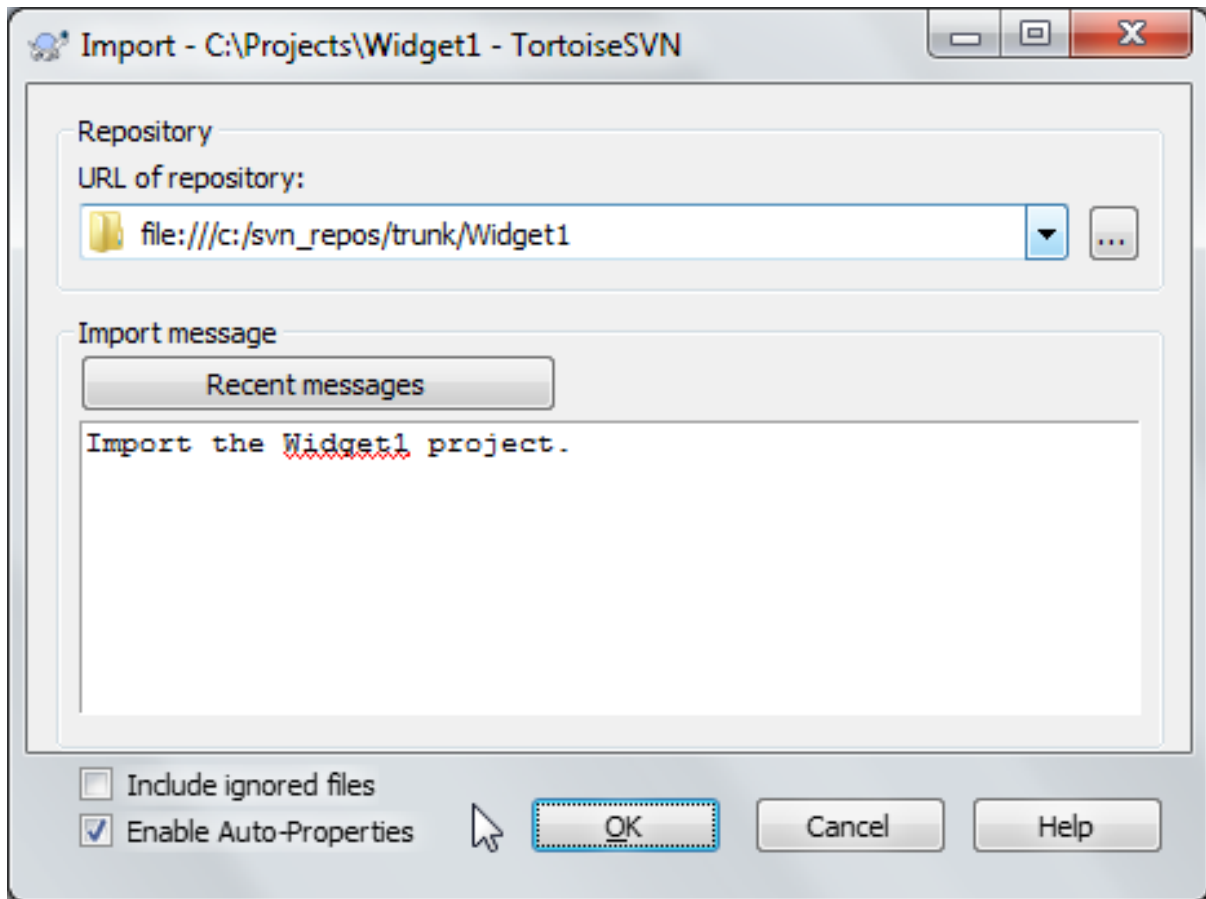 Import - C:\Projects\Widget1 - TortoiseSVN
Repository
URL of repository:
file:///c:/svn_repos/trunk/Widget1
...
Import message
Recent messages
Import the Widget1 project.
Include ignored files
Enable Auto-Properties
OK
Cancel
Help